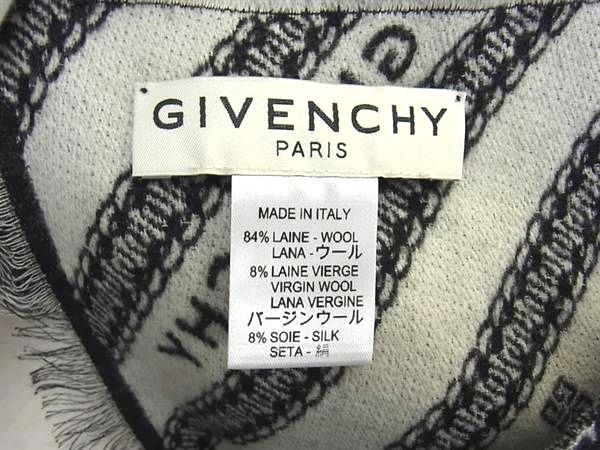 GIVENCHY
PARIS
MADE IN ITALY
84% LAINE - WOOL
LANA - ウール
8% LAINE VIERGE
VIRGIN WOOL
LANA VERGINE
バージンウール
8% SOIE - SILK
SETA - 絹